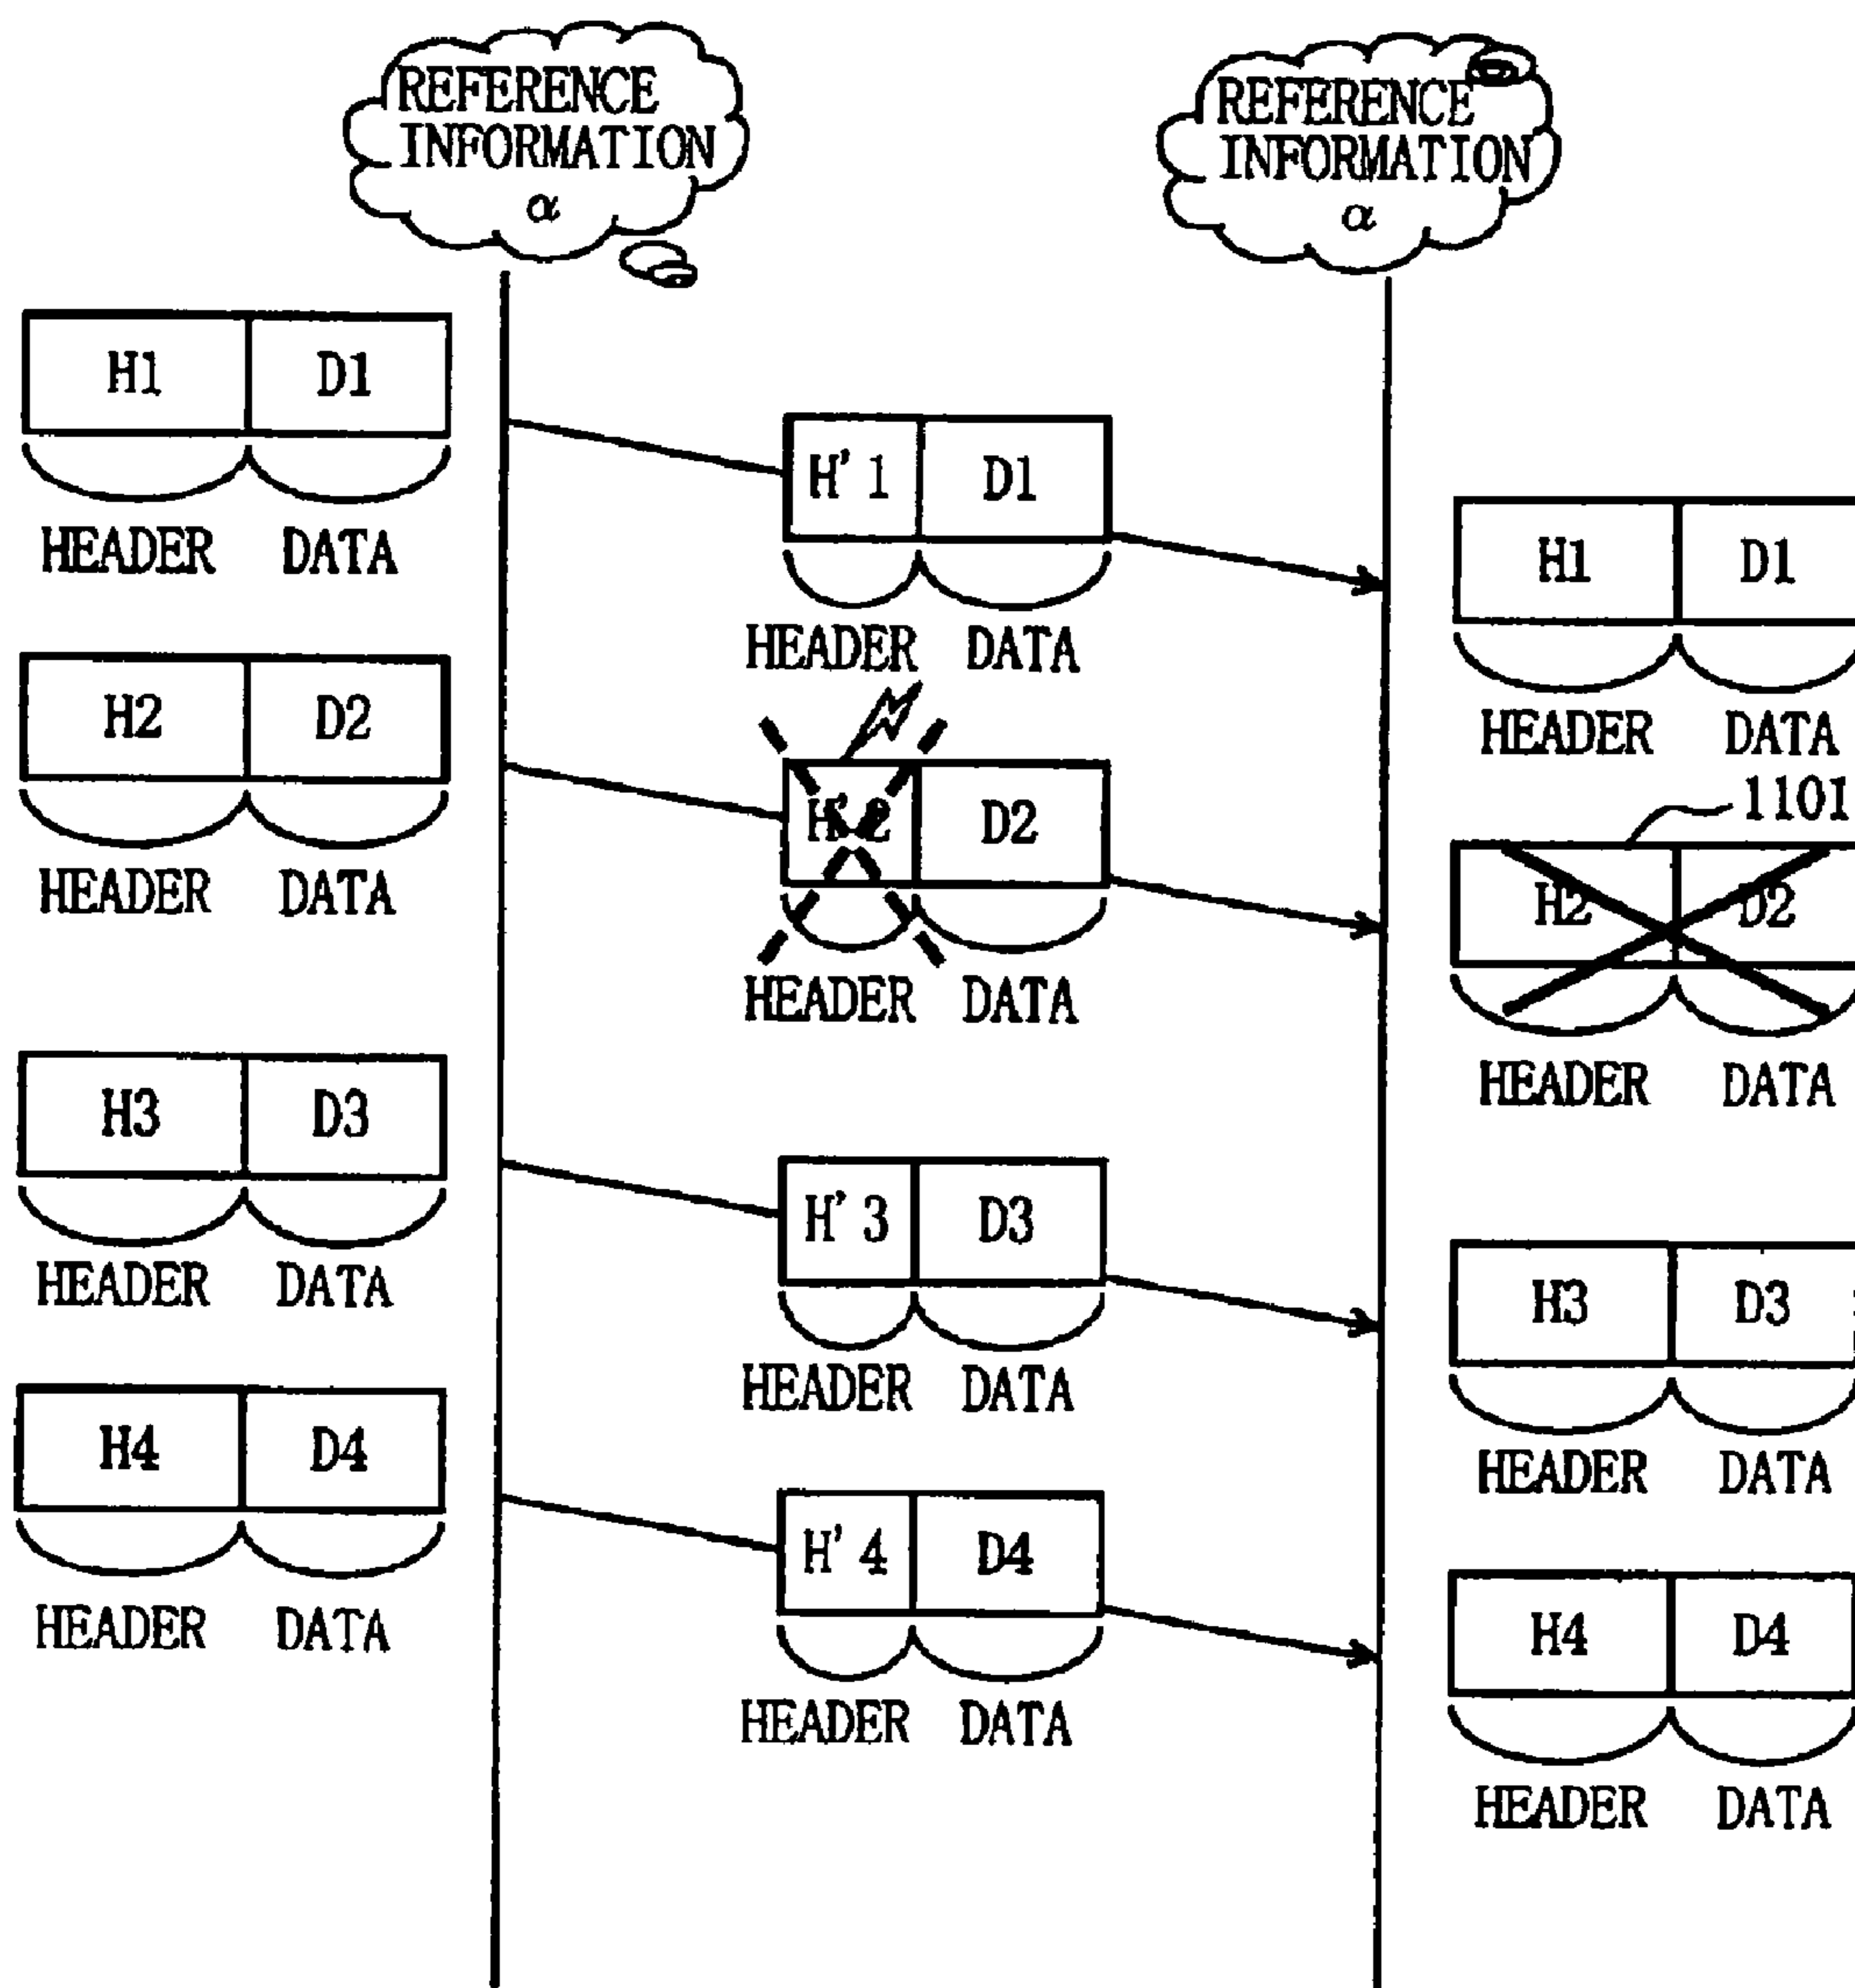 REFERENCE
INFORMATION
α
REFERENCE
INFORMATION
α
H1 D1
HEADER DATA
H'1 D1
HEADER DATA
H1 D1
HEADER DATA
H2 D2
HEADER DATA
H'2 D2
HEADER DATA
1101
H2 D2
HEADER DATA
H3 D3
HEADER DATA
H'3 D3
HEADER DATA
H3 D3
HEADER DATA
H4 D4
HEADER DATA
H'4 D4
HEADER DATA
H4 D4
HEADER DATA